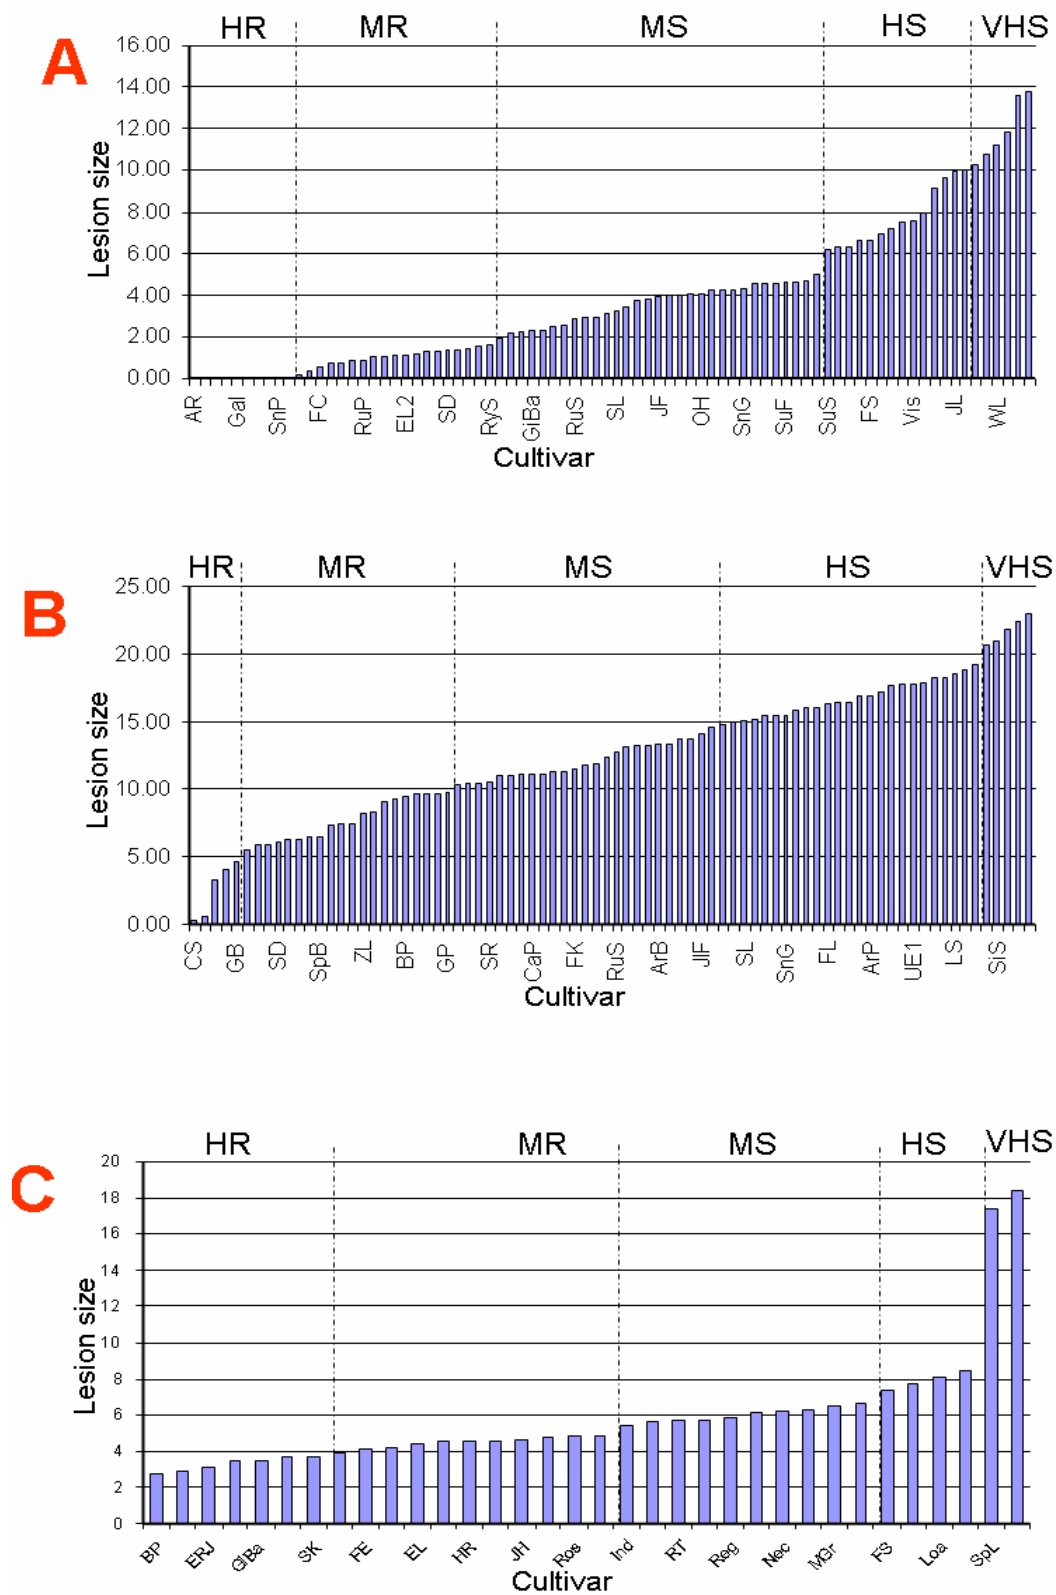 HR MR MS HS VHS
A
16.00
14.00
12.00
10.00
8.00
6.00
4.00
2.00
0.00
Lesion size
AR Gal SnP FC RuP EL2 SD RyS GiBa RuS SL JF OH SnG SuF SuS FS Vis JL WL
Cultivar
HR MR MS HS VHS
B
25.00
20.00
15.00
10.00
5.00
0.00
Lesion size
CS GB SD SpB ZL BP GP SR CaP FK RuS ArB JIF SL SnG FL ArP UE1 LS SiS
Cultivar
HR MR MS HS VHS
C
20
18
16
14
12
10
8
6
4
2
0
Lesion size
BP ERJ GIBa SK FE EL HR JH Ros Ind RT Reg Nec MGr FS Loa SpL
Cultivar